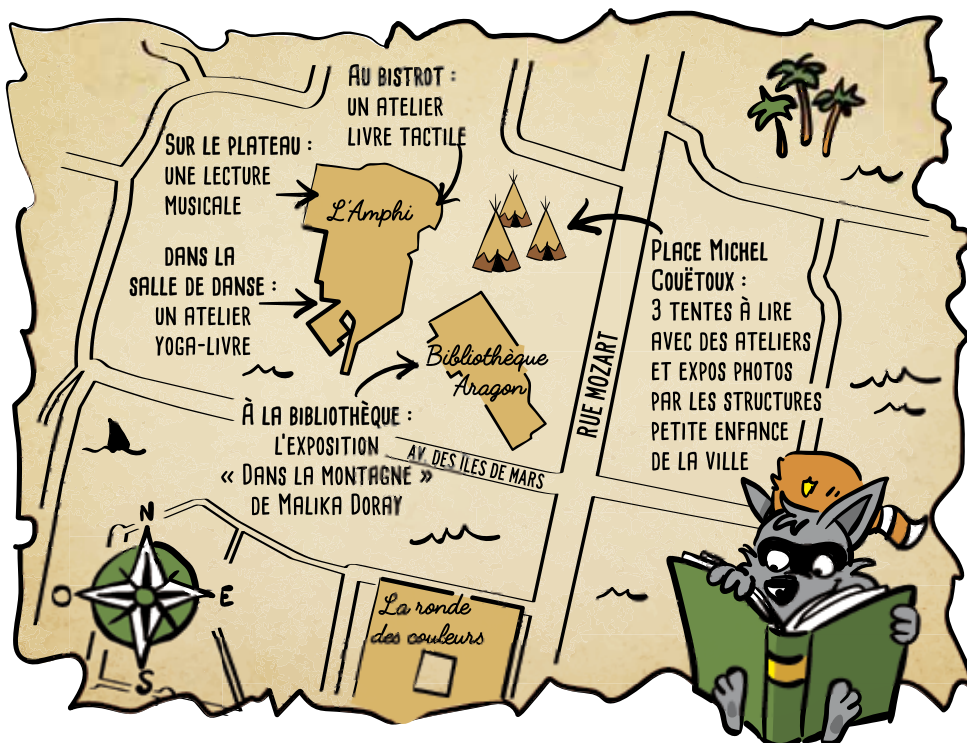 Au bistrot :
un atelier
livre tactile
Sur le plateau :
une lecture
musicale
L'Amphi
Dans la
salle de danse :
un atelier
yoga-livre
Place Michel
Couëtoux :
3 tentes à lire
avec des ateliers
et expos photos
par les structures
petite enfance
de la ville
Bibliothèque
Aragon
Rue Mozart
À la bibliothèque :
l'exposition
« Dans la montagne »
de Malika Doray
Av. des Îles de Mars
N
O
E
S
La ronde
des couleurs